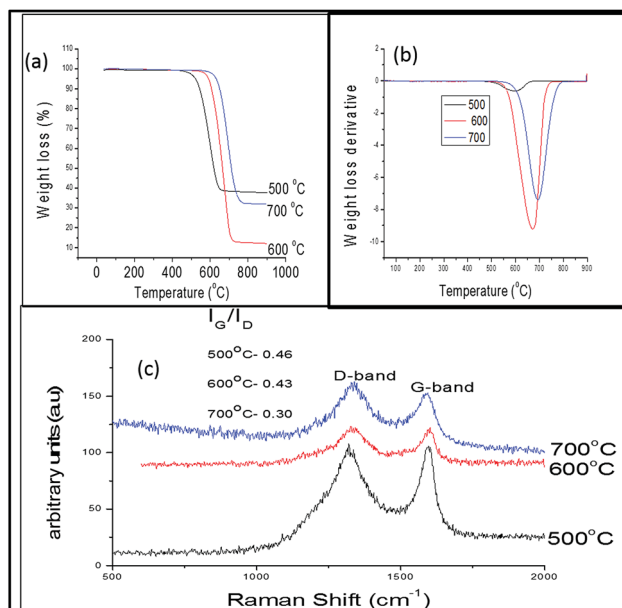 (a)
Weight loss (%)
110
100
90
80
70
60
50
40
30
20
10
500 °C
700 °C
600 °C
0 200 400 600 800 1000
Temperature (°C)
(b)
Weight loss derivative
2
0
-2
-4
-6
-8
-10
500
600
700
100 200 300 400 500 600 700 800 900
Temperature (°C)
(c)
I_G/I_D
500°C- 0.46
600°C- 0.43
700°C- 0.30
D-band
G-band
arbitrary units (a.u)
200
150
100
50
0
700°C
600°C
500°C
500 1000 1500 2000
Raman Shift (cm⁻¹)